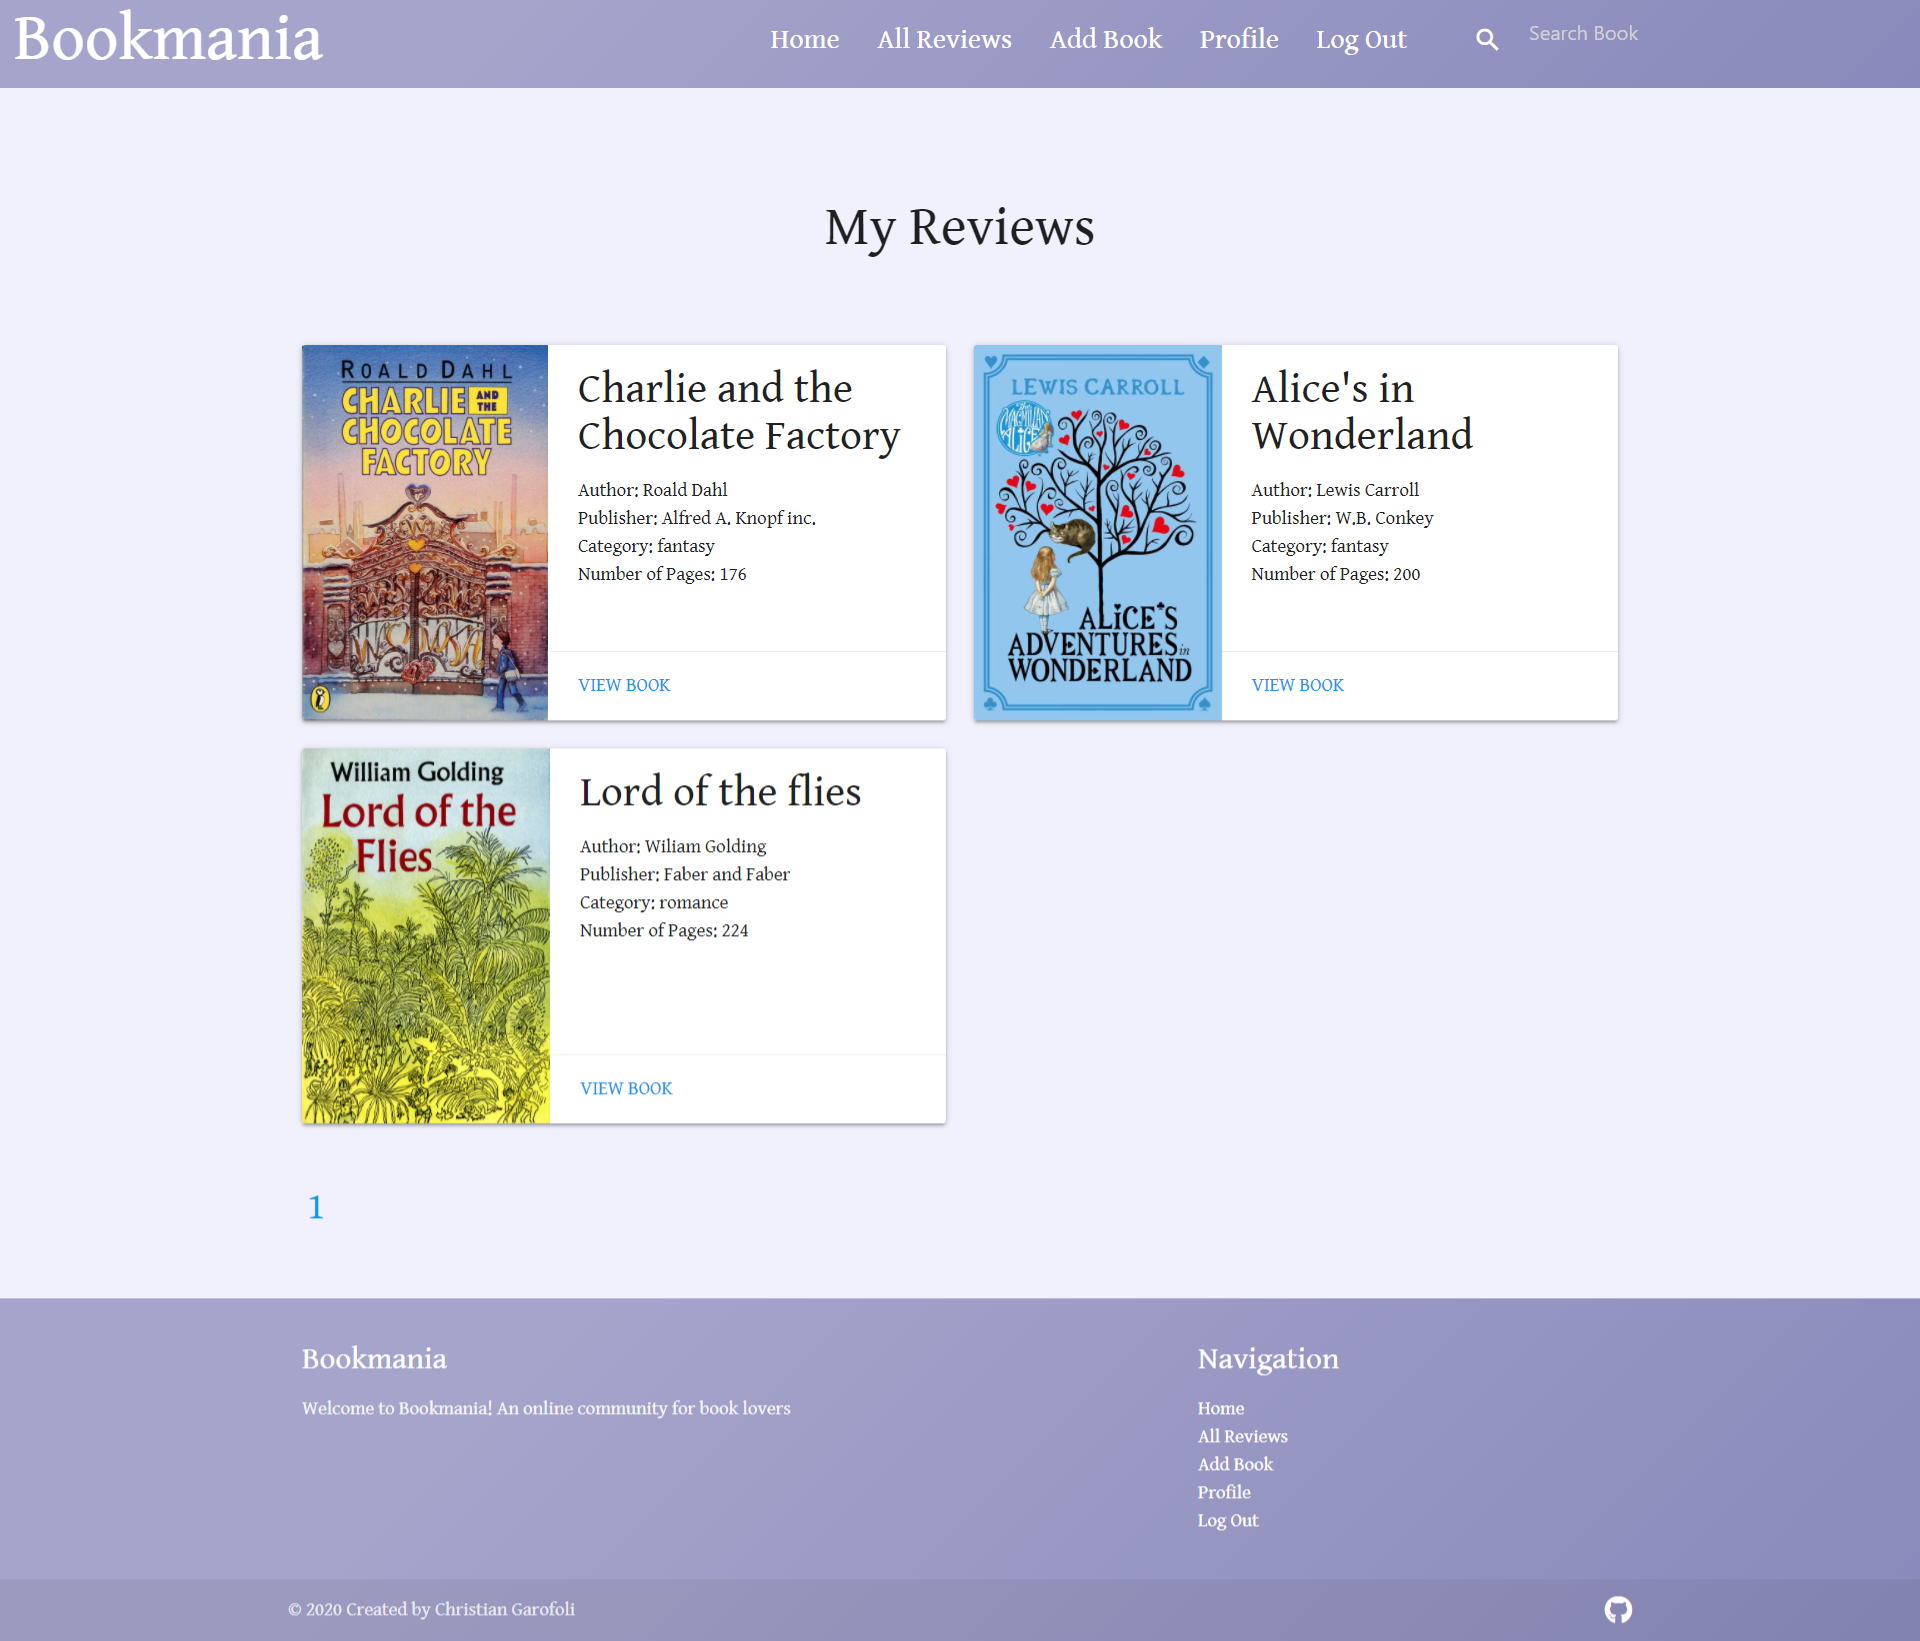 Bookmania
Home All Reviews Add Book Profile Log Out Search Book
My Reviews
ROALD DAHL
CHARLIE AND THE
CHOCOLATE
FACTORY
WONKA
Charlie and the
Chocolate Factory
Author: Roald Dahl
Publisher: Alfred A. Knopf inc.
Category: fantasy
Number of Pages: 176
VIEW BOOK
LEWIS CARROLL
The
MACMILLAN
ALICE
ALICE'S
ADVENTURES in
WONDERLAND
Alice's in
Wonderland
Author: Lewis Carroll
Publisher: W.B. Conkey
Category: fantasy
Number of Pages: 200
VIEW BOOK
William Golding
Lord of the
Flies
Lord of the flies
Author: Wiliam Golding
Publisher: Faber and Faber
Category: romance
Number of Pages: 224
VIEW BOOK
1
Bookmania
Welcome to Bookmania! An online community for book lovers
Navigation
Home
All Reviews
Add Book
Profile
Log Out
© 2020 Created by Christian Garofoli